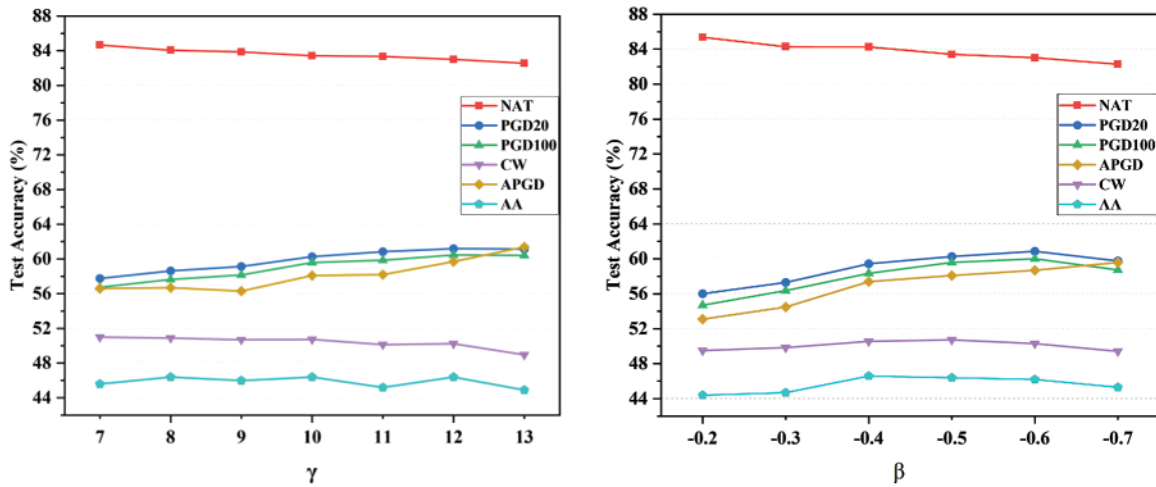 88
84
80
76
72
68
64
60
56
52
48
44
Test Accuracy (%)
NAT
PGD20
PGD100
CW
APGD
AA
7 8 9 10 11 12 13
γ
88
84
80
76
72
68
64
60
56
52
48
44
Test Accuracy (%)
NAT
PGD20
PGD100
APGD
CW
AA
-0.2 -0.3 -0.4 -0.5 -0.6 -0.7
β